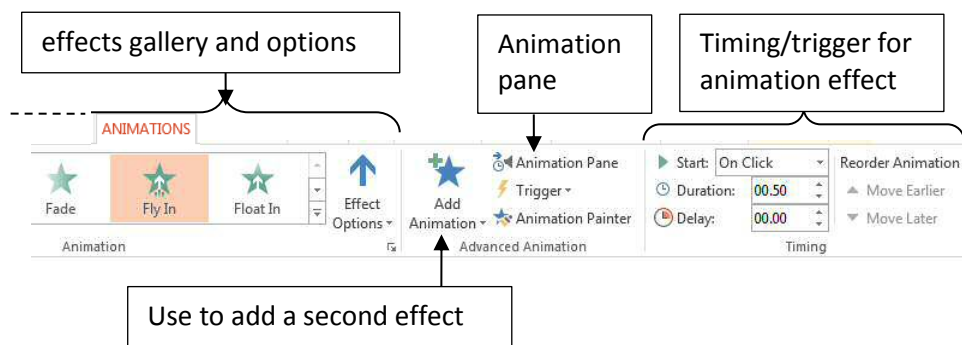 effects gallery and options
Animation
pane
Timing/trigger for
animation effect
ANIMATIONS
Fade
Fly In
Float In
Effect
Options
Animation
Add
Animation
Animation Pane
Trigger
Animation Painter
Advanced Animation
Start: On Click
Duration: 00.50
Delay: 00.00
Reorder Animation
Move Earlier
Move Later
Timing
Use to add a second effect